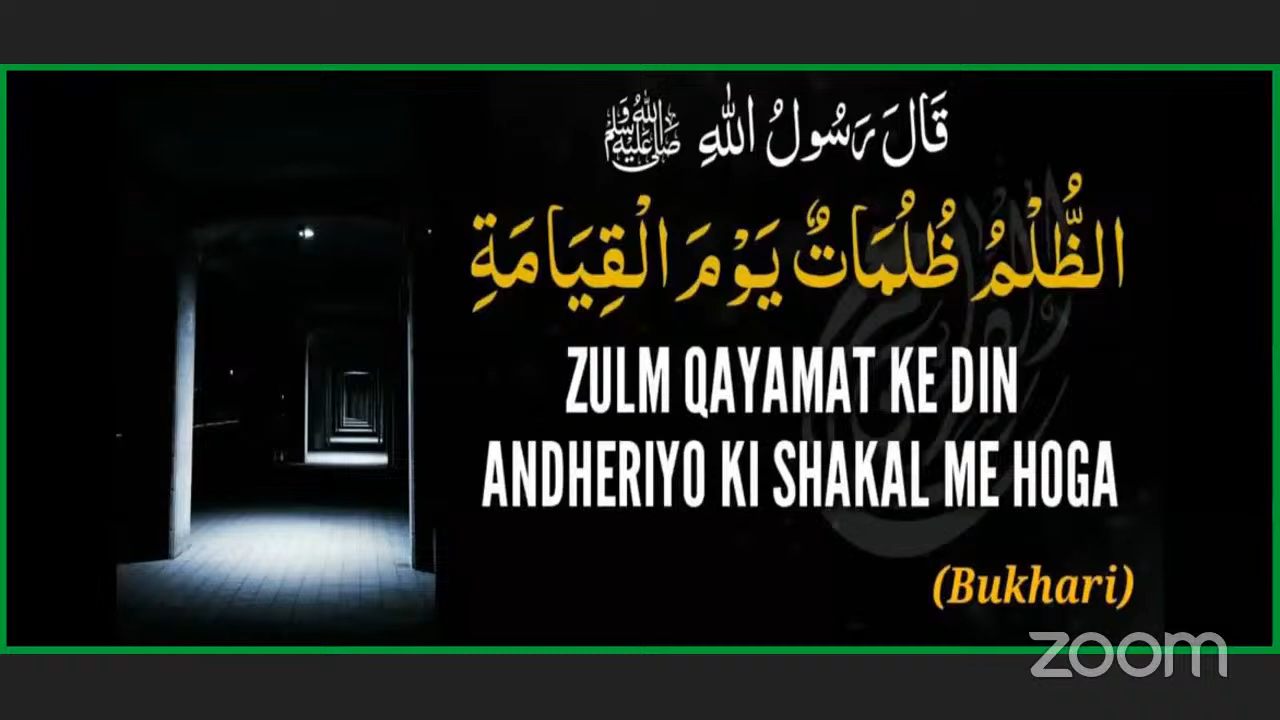 قَالَ رَسُولُ اللهِ ﷺ
الظُّلْمُ ظُلُمَاتٌ يَوْمَ الْقِيَامَةِ
ZULM QAYAMAT KE DIN
ANDHERIYO KI SHAKAL ME HOGA
(Bukhari)
zoom